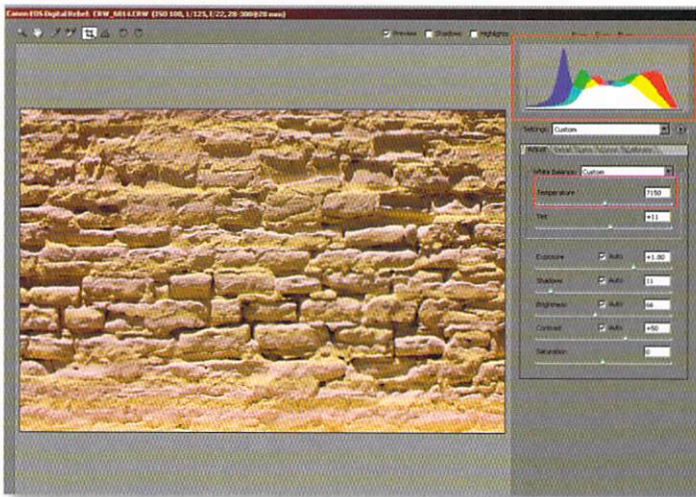 Canon EOS Digital Rebel: CRW_6014.CRW (ISO 100, 1/125, f/22, 28-300@28 mm)
Preview Shadows Highlights
Settings: Custom
Adjust
White Balance: Custom
Temperature 7150
Tint +11
Exposure Auto +1.00
Shadows Auto 11
Brightness Auto 66
Contrast Auto +50
Saturation 0